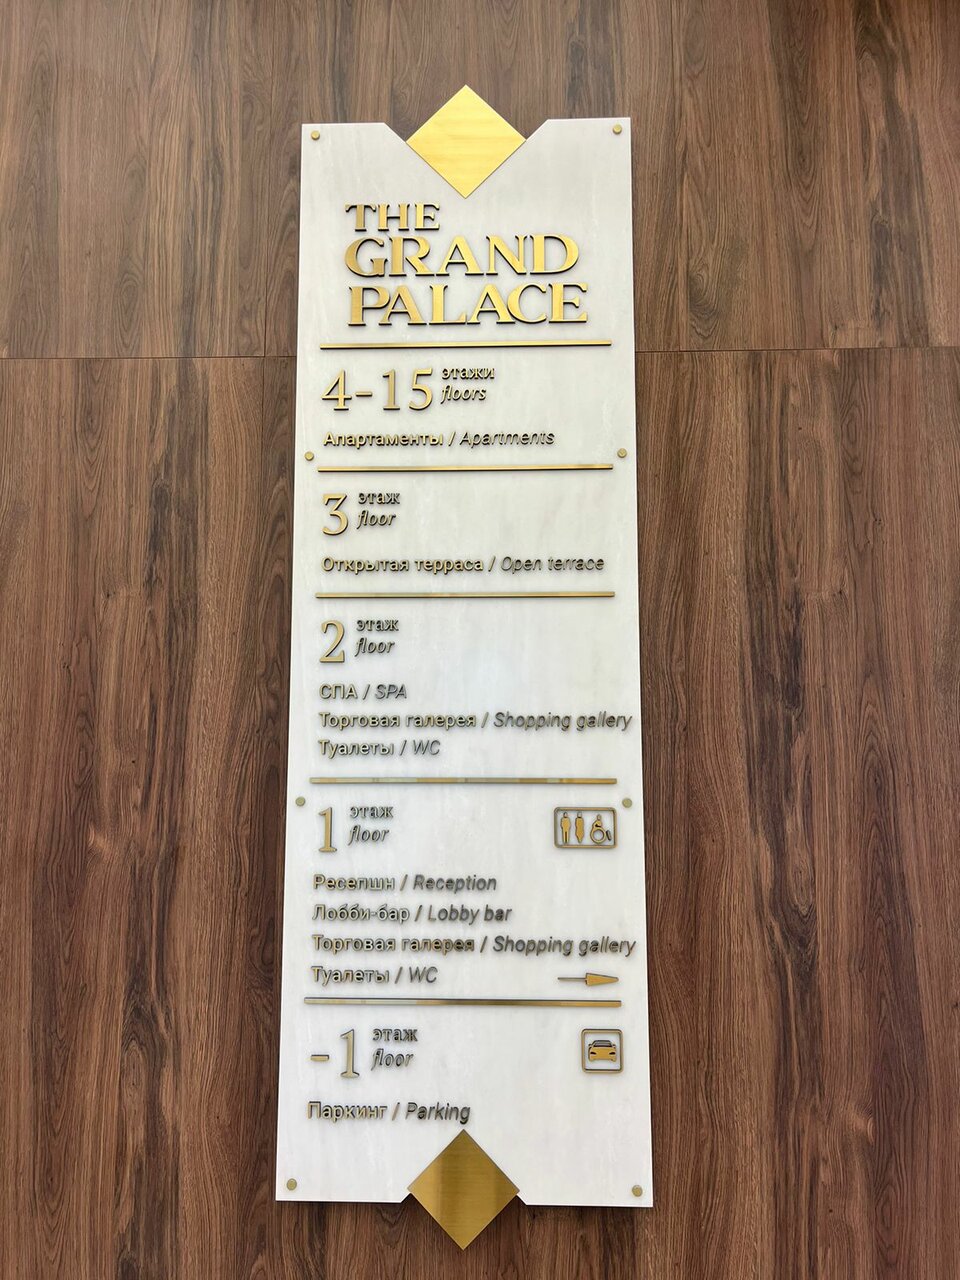 THE
GRAND
PALACE
4-15 этажи
floors
Апартаменты / Apartments
3 этаж
floor
Открытая терраса / Open terrace
2 этаж
floor
СПА / SPA
Торговая галерея / Shopping gallery
Туалеты / WC
1 этаж
floor
Ресепшн / Reception
Лобби-бар / Lobby bar
Торговая галерея / Shopping gallery
Туалеты / WC
-1 этаж
floor
Паркинг / Parking